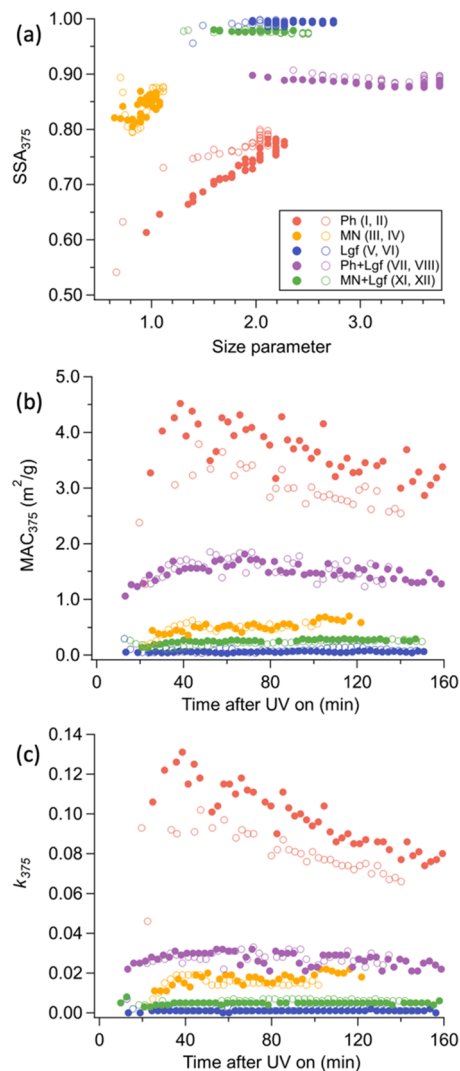 (a)
1.00
0.90
0.80
0.70
0.60
0.50
SSA375
Ph (I, II)
MN (III, IV)
Lgf (V, VI)
Ph+Lgf (VII, VIII)
MN+Lgf (XI, XII)
1.0
2.0
3.0
Size parameter
(b)
5.0
4.0
3.0
2.0
1.0
0.0
MAC375 (m2/g)
0
40
80
120
160
Time after UV on (min)
(c)
0.14
0.12
0.10
0.08
0.06
0.04
0.02
0.00
k375
0
40
80
120
160
Time after UV on (min)